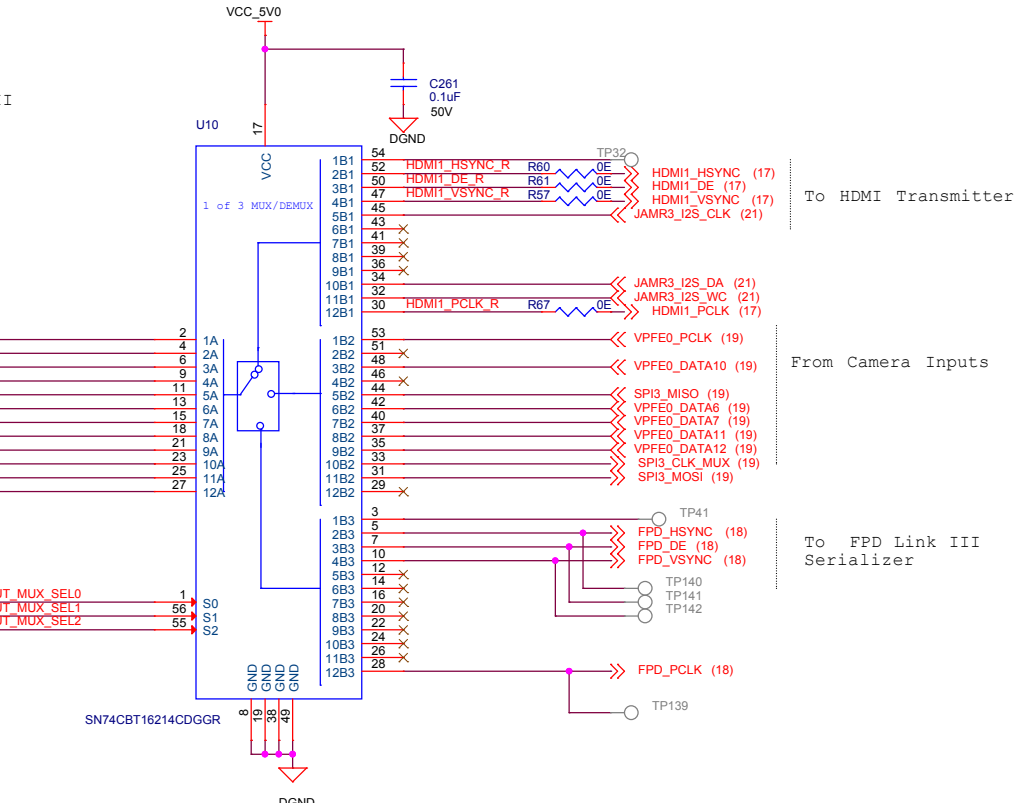 VCC_5V0
C261
0.1uF
50V
DGND
II
U10
17
VCC
1 of 3 MUX/DEMUX
1B1 54 TP32
2B1 52 HDMI1_HSYNC_R R60 0E HDMI1_HSYNC (17)
3B1 50 HDMI1_DE_R R61 0E HDMI1_DE (17)
4B1 47 HDMI1_VSYNC_R R57 0E HDMI1_VSYNC (17)
5B1 45 JAMR3_I2S_CLK (21)
To HDMI Transmitter
6B1 43
7B1 41
8B1 39
9B1 36
10B1 34 JAMR3_I2S_DA (21)
11B1 32 JAMR3_I2S_WC (21)
12B1 30 HDMI1_PCLK_R R67 0E HDMI1_PCLK (17)
2 1A 1B2 53 VPFE0_PCLK (19)
4 2A 2B2 51
6 3A 3B2 48 VPFE0_DATA10 (19)
From Camera Inputs
9 4A 4B2 46
11 5A 5B2 44 SPI3_MISO (19)
13 6A 6B2 42 VPFE0_DATA6 (19)
15 7A 7B2 40 VPFE0_DATA7 (19)
18 8A 8B2 37 VPFE0_DATA11 (19)
21 9A 9B2 35 VPFE0_DATA12 (19)
23 10A 10B2 33 SPI3_CLK_MUX (19)
25 11A 11B2 31 SPI3_MOSI (19)
27 12A 12B2 29
1B3 3 TP41
2B3 5 FPD_HSYNC (18)
3B3 7 FPD_DE (18)
4B3 10 FPD_VSYNC (18)
To FPD Link III
Serializer
5B3 12
6B3 14 TP140
UT_MUX_SEL0 1 S0 7B3 16 TP141
UT_MUX_SEL1 56 S1 8B3 20 TP142
UT_MUX_SEL2 55 S2 9B3 22
10B3 24
11B3 26
12B3 28 FPD_PCLK (18)
TP139
GND GND GND GND
8 19 38 49
SN74CBT16214CDGGR
DGND